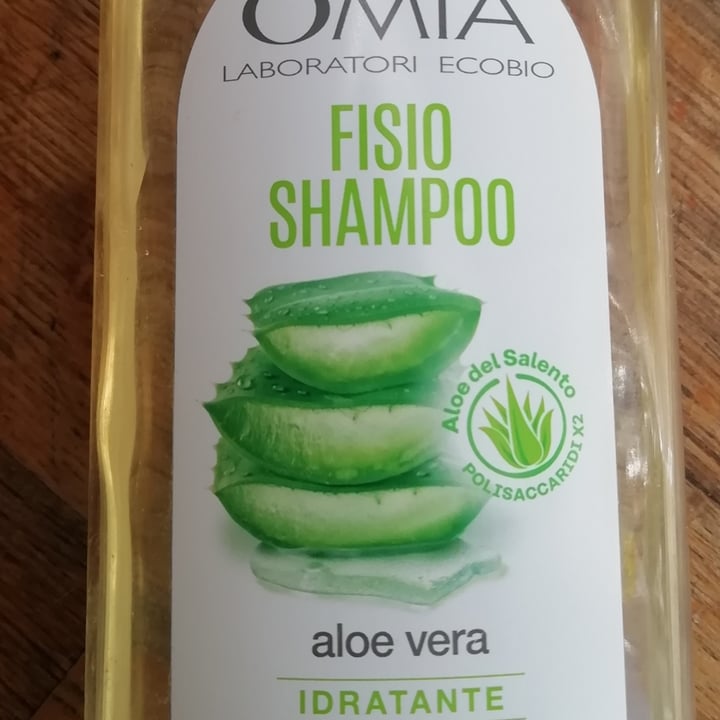 OMIA
LABORATORI ECOBIO
FISIO
SHAMPOO
Aloe del Salento
POLISACCARIDI X2
aloe vera
IDRATANTE